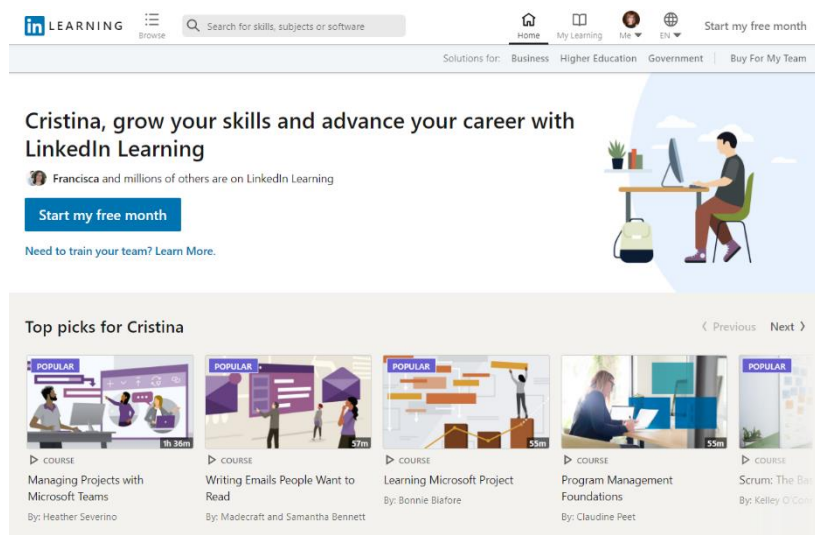 in LEARNING
Browse
Search for skills, subjects or software
Home
My Learning
Me
EN
Start my free month
Solutions for: Business Higher Education Government Buy For My Team
Cristina, grow your skills and advance your career with
LinkedIn Learning
Francisca and millions of others are on LinkedIn Learning
Start my free month
Need to train your team? Learn More.
Top picks for Cristina
Previous Next
POPULAR
1h 36m
COURSE
Managing Projects with
Microsoft Teams
By: Heather Severino
POPULAR
57m
COURSE
Writing Emails People Want to
Read
By: Madecraft and Samantha Bennett
POPULAR
55m
COURSE
Learning Microsoft Project
By: Bonnie Biafore
55m
COURSE
Program Management
Foundations
By: Claudine Peet
POPULAR
COURSE
Scrum: The
By: Kelley